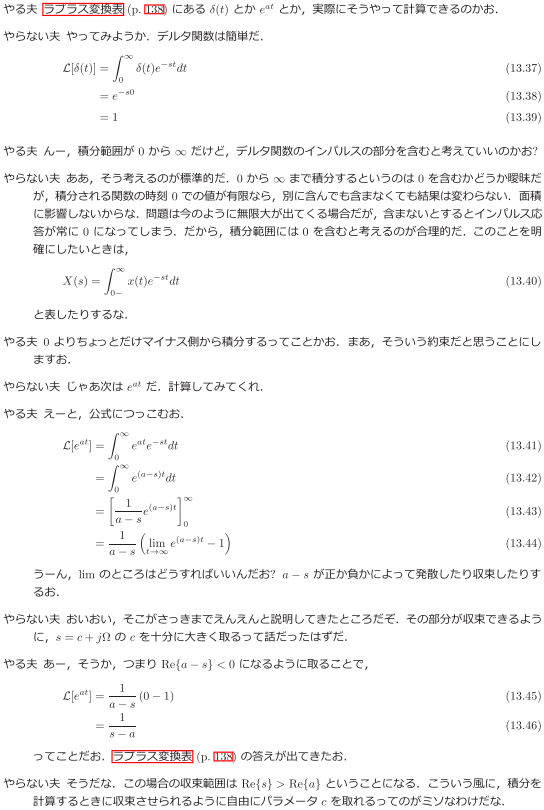 やる夫 ラプラス変換表 (p. 138) にある δ(t) とか e^{at} とか，実際にそうやって計算できるのかお．
やらない夫 やってみようか．デルタ関数は簡単だ．
L[δ(t)] = ∫_0^∞ δ(t)e^{−st}dt (13.37)
= e^{−s0} (13.38)
= 1 (13.39)
やる夫 んー，積分範囲が 0 から ∞ だけど，デルタ関数のインパルスの部分を含むと考えていいのかお?
やらない夫 ああ，そう考えるのが標準的だ．0 から ∞ まで積分するというのは 0 を含むかどうか曖昧だ
が，積分される関数の時刻 0 での値が有限なら，別に含んでも含まなくても結果は変わらない．面積
に影響しないからな．問題は今のように無限大が出てくる場合だが，含まないとするとインパルス応
答が常に 0 になってしまう．だから，積分範囲には 0 を含むと考えるのが合理的だ．このことを明
確にしたいときは，
X(s) = ∫_{0−}^∞ x(t)e^{−st}dt (13.40)
と表したりするな．
やる夫 0 よりちょっとだけマイナス側から積分するってことかお．まあ，そういう約束だと思うことにし
ますお．
やらない夫 じゃあ次は e^{at} だ．計算してみてくれ．
やる夫 えーと，公式につっこむお．
L[e^{at}] = ∫_0^∞ e^{at}e^{−st}dt (13.41)
= ∫_0^∞ e^{(a−s)t}dt (13.42)
= [1/(a−s) e^{(a−s)t}]_0^∞ (13.43)
= 1/(a−s) (lim_{t→∞} e^{(a−s)t} − 1) (13.44)
うーん，lim のところはどうすればいいんだお? a − s が正か負かによって発散したり収束したりす
るお．
やらない夫 おいおい，そこがさっきまでえんえんと説明してきたところだぞ．その部分が収束できるよう
に，s = c + jΩ の c を十分に大きく取るって話だったはずだ．
やる夫 あー，そうか，つまり Re{a − s} < 0 になるように取ることで，
L[e^{at}] = 1/(a−s) (0 − 1) (13.45)
= 1/(s−a) (13.46)
ってことだお．ラプラス変換表 (p. 138) の答えが出てきたお．
やらない夫 そうだな．この場合の収束範囲は Re{s} > Re{a} ということになる．こういう風に，積分を
計算するときに収束させられるように自由にパラメータ c を取れるってのがミソなわけだな．